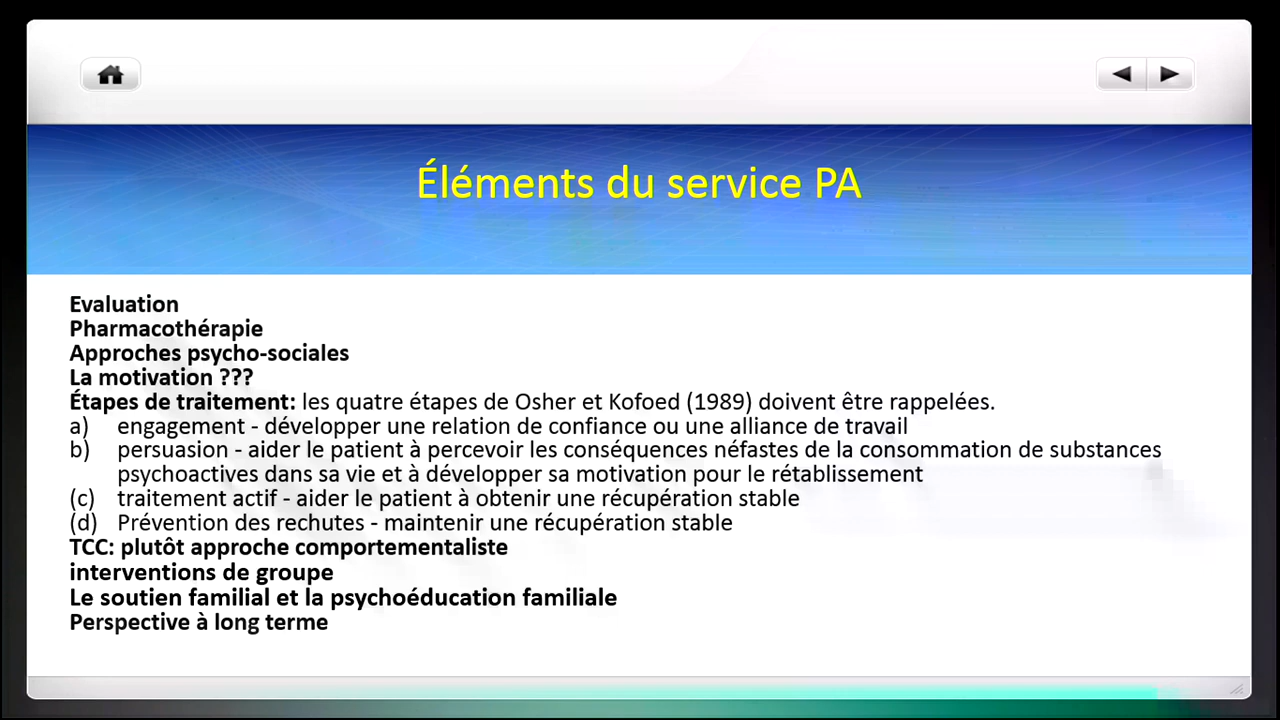 Éléments du service PA
Evaluation
Pharmacothérapie
Approches psycho-sociales
La motivation ???
Étapes de traitement: les quatre étapes de Osher et Kofoed (1989) doivent être rappelées.
a) engagement - développer une relation de confiance ou une alliance de travail
b) persuasion - aider le patient à percevoir les conséquences néfastes de la consommation de substances
psychoactives dans sa vie et à développer sa motivation pour le rétablissement
(c) traitement actif - aider le patient à obtenir une récupération stable
(d) Prévention des rechutes - maintenir une récupération stable
TCC: plutôt approche comportementaliste
interventions de groupe
Le soutien familial et la psychoéducation familiale
Perspective à long terme